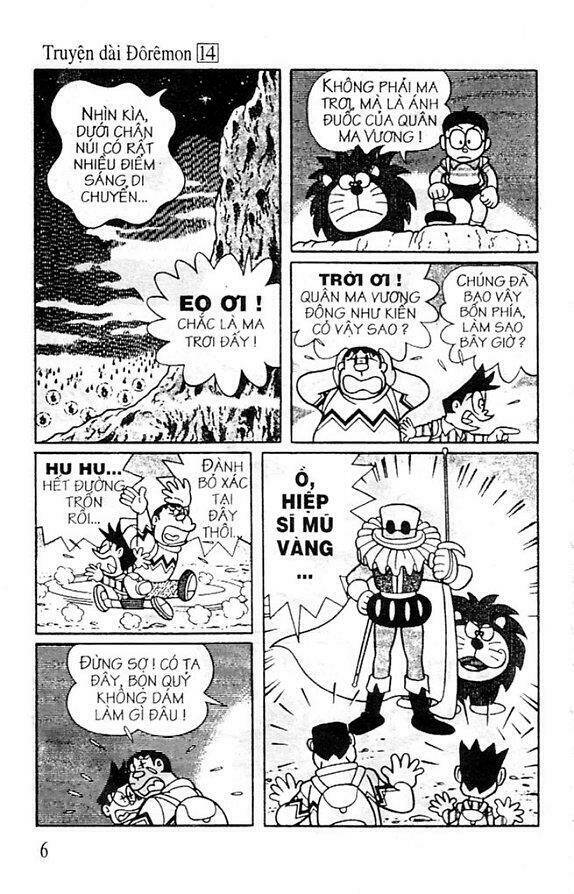 Truyện dài Đôrêmon 14
NHÌN KÌA,
DƯỚI CHÂN
NÚI CÓ RẤT
NHIỀU ĐIỂM
SÁNG DI
CHUYỂN...
EO ƠI !
CHẮC LÀ MA
TRƠI ĐẤY !
KHÔNG PHẢI MA
TRƠI, MÀ LÀ ÁNH
ĐUỐC CỦA QUÂN
MA VƯƠNG !
TRỜI ƠI !
QUÂN MA VƯƠNG
ĐÔNG NHƯ KIẾN
CỎ VẬY SAO ?
CHÚNG ĐÃ
BAO VÂY
BỐN PHÍA,
LÀM SAO
BÂY GIỜ ?
HU HU...
HẾT ĐƯỜNG
TRỐN
RỒI...
ĐÀNH
BỎ XÁC
TẠI
ĐÂY
THÔI...
Ồ,
HIỆP
SĨ MŨ
VÀNG
...
ĐỪNG SỢ ! CÓ TA
ĐÂY, BỌN QUỶ
KHÔNG DÁM
LÀM GÌ ĐÂU !
6